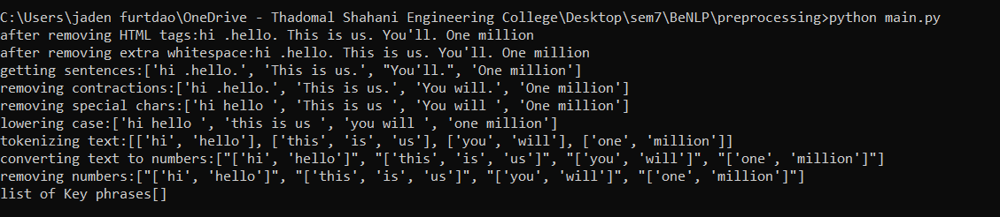 C:\Users\jaden furtdao\OneDrive - Thadomal Shahani Engineering College\Desktop\sem7\BeNLP\preprocessing>python main.py
after removing HTML tags:hi .hello. This is us. You'll. One million
after removing extra whitespace:hi .hello. This is us. You'll. One million
getting sentences:['hi .hello.', 'This is us.', "You'll.", 'One million']
removing contractions:['hi .hello.', 'This is us.', 'You will.', 'One million']
removing special chars:['hi hello ', 'This is us ', 'You will ', 'One million']
lowering case:['hi hello ', 'this is us ', 'you will ', 'one million']
tokenizing text:[['hi', 'hello'], ['this', 'is', 'us'], ['you', 'will'], ['one', 'million']]
converting text to numbers:["['hi', 'hello']", "['this', 'is', 'us']", "['you', 'will']", "['one', 'million']"]
removing numbers:["['hi', 'hello']", "['this', 'is', 'us']", "['you', 'will']", "['one', 'million']"]
list of Key phrases[]